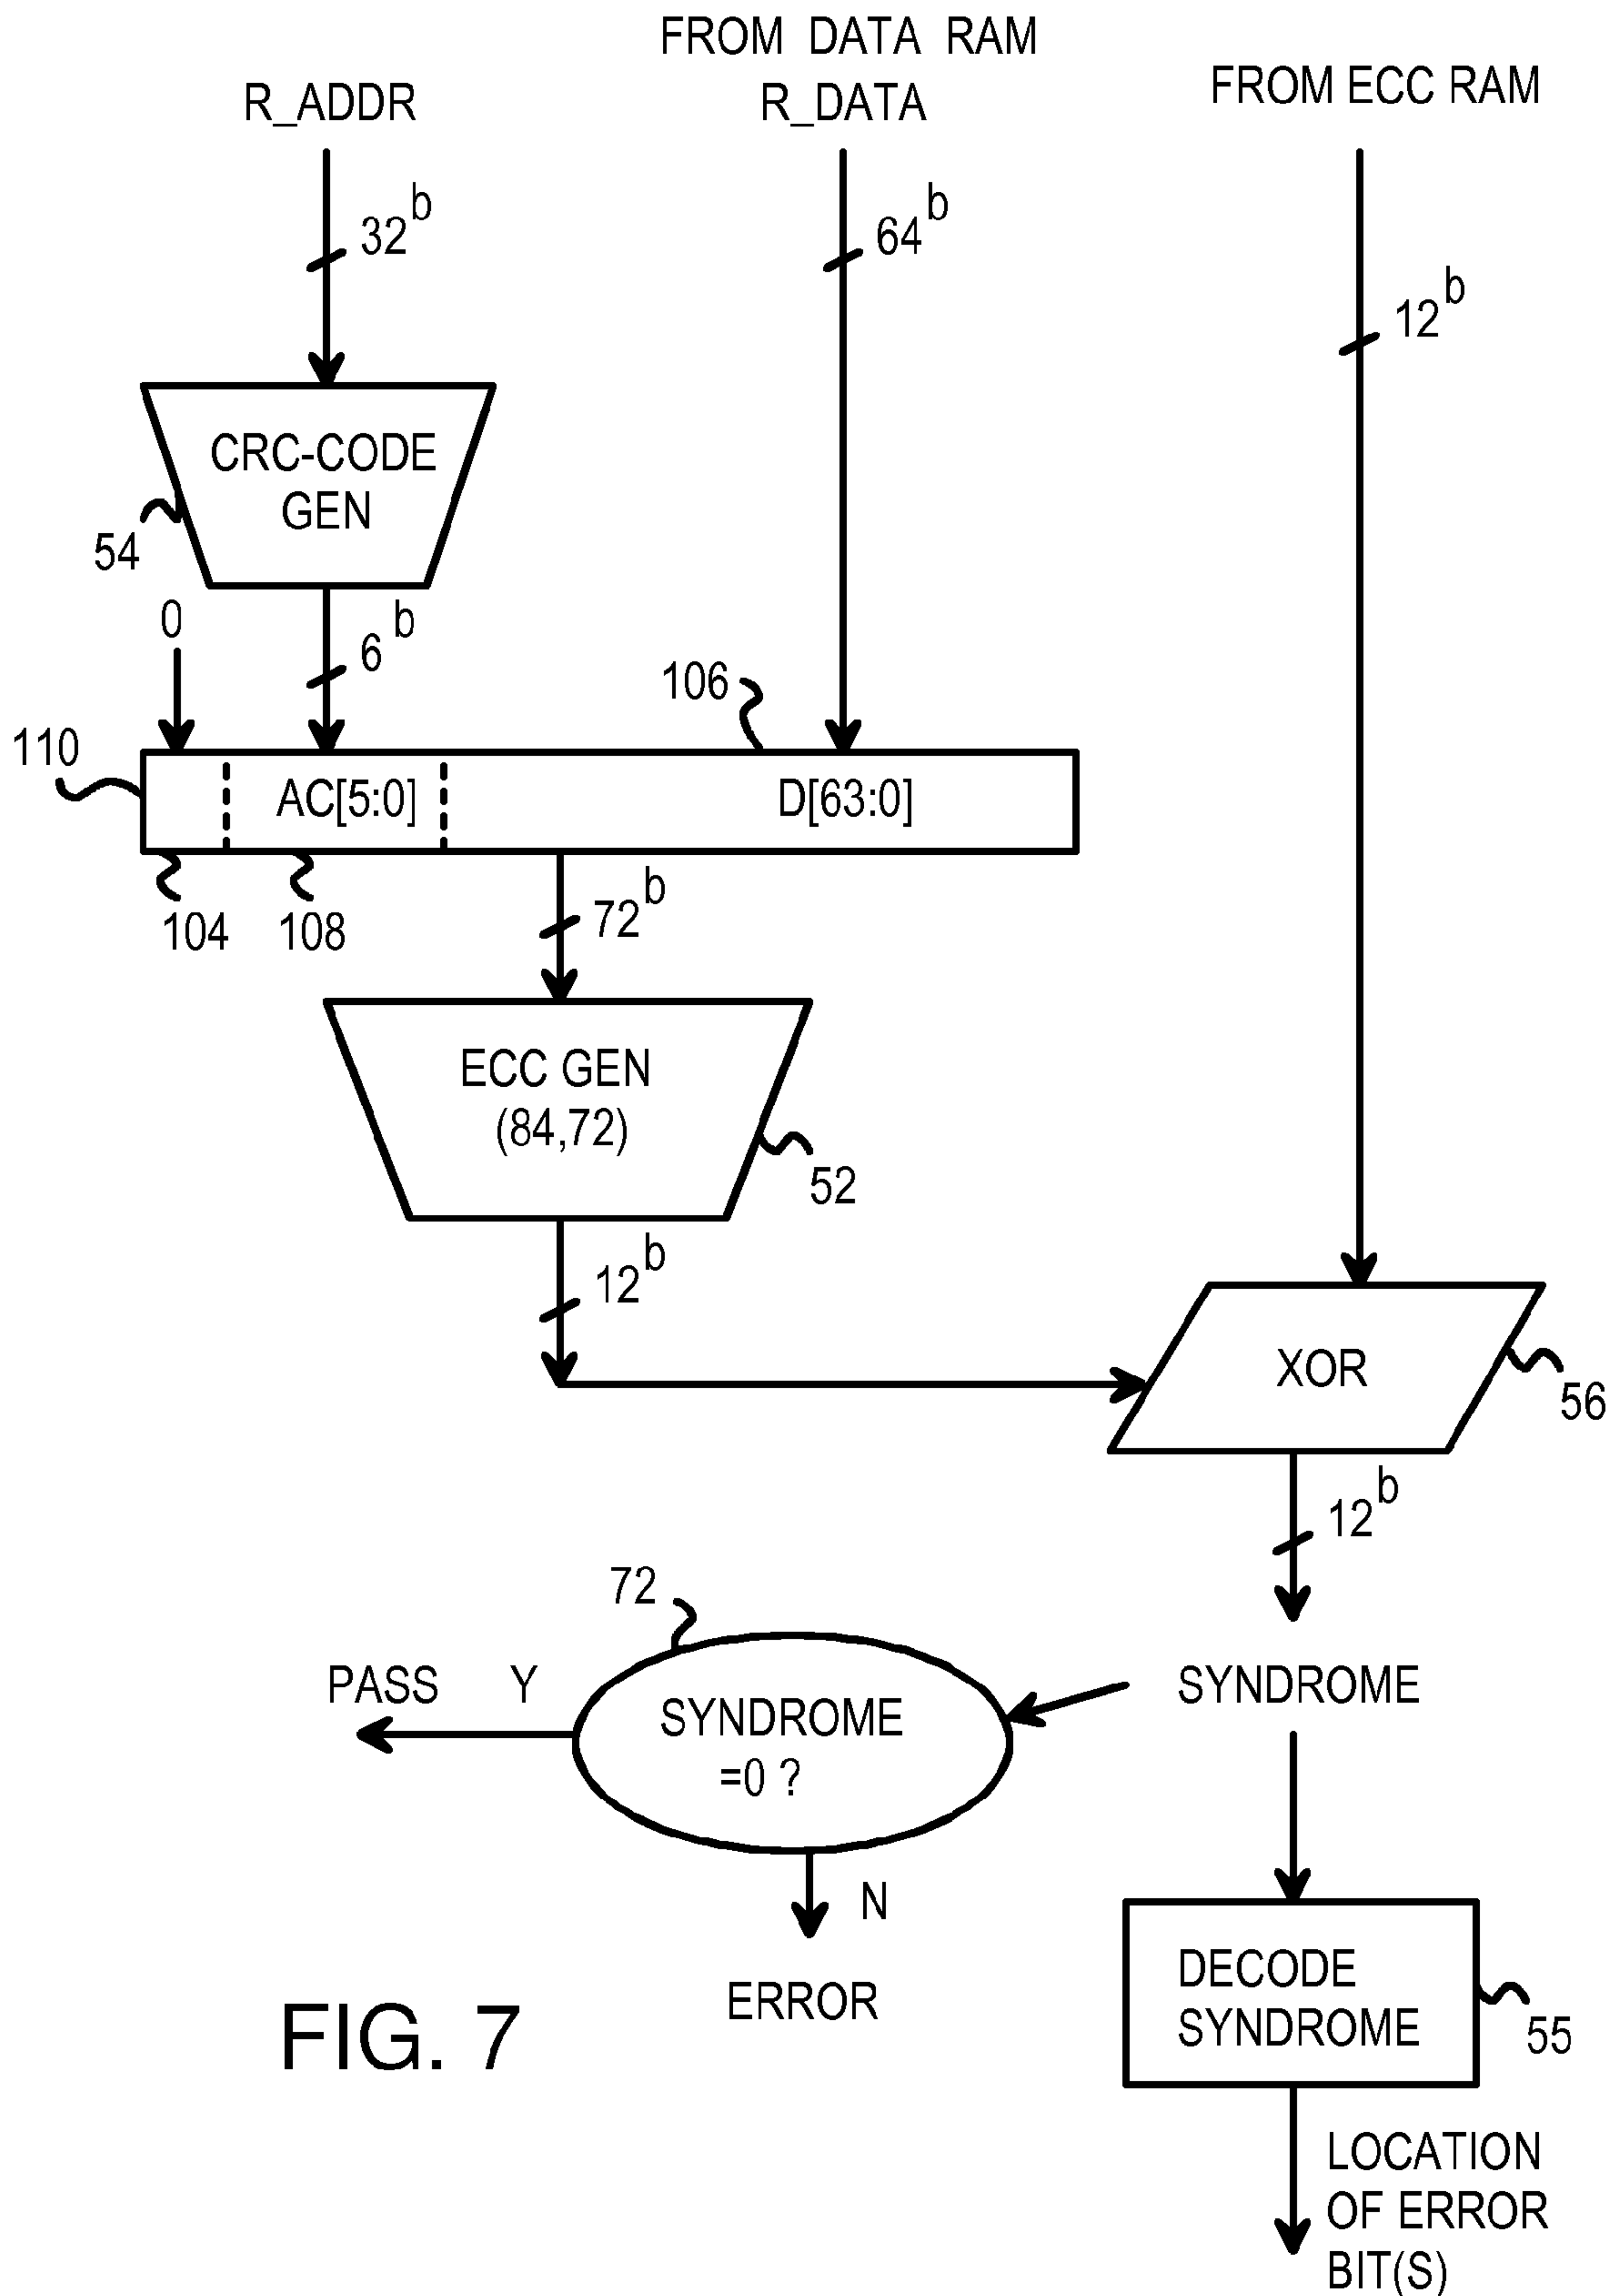 FROM DATA RAM
R_ADDR
R_DATA
FROM ECC RAM
32b
64b
12b
CRC-CODE
GEN
54
0
6b
106
110
AC[5:0]
D[63:0]
104
108
72b
ECC GEN
(84,72)
52
12b
XOR
56
12b
72
PASS
Y
SYNDROME
=0 ?
SYNDROME
N
ERROR
DECODE
SYNDROME
55
FIG. 7
LOCATION
OF ERROR
BIT(S)